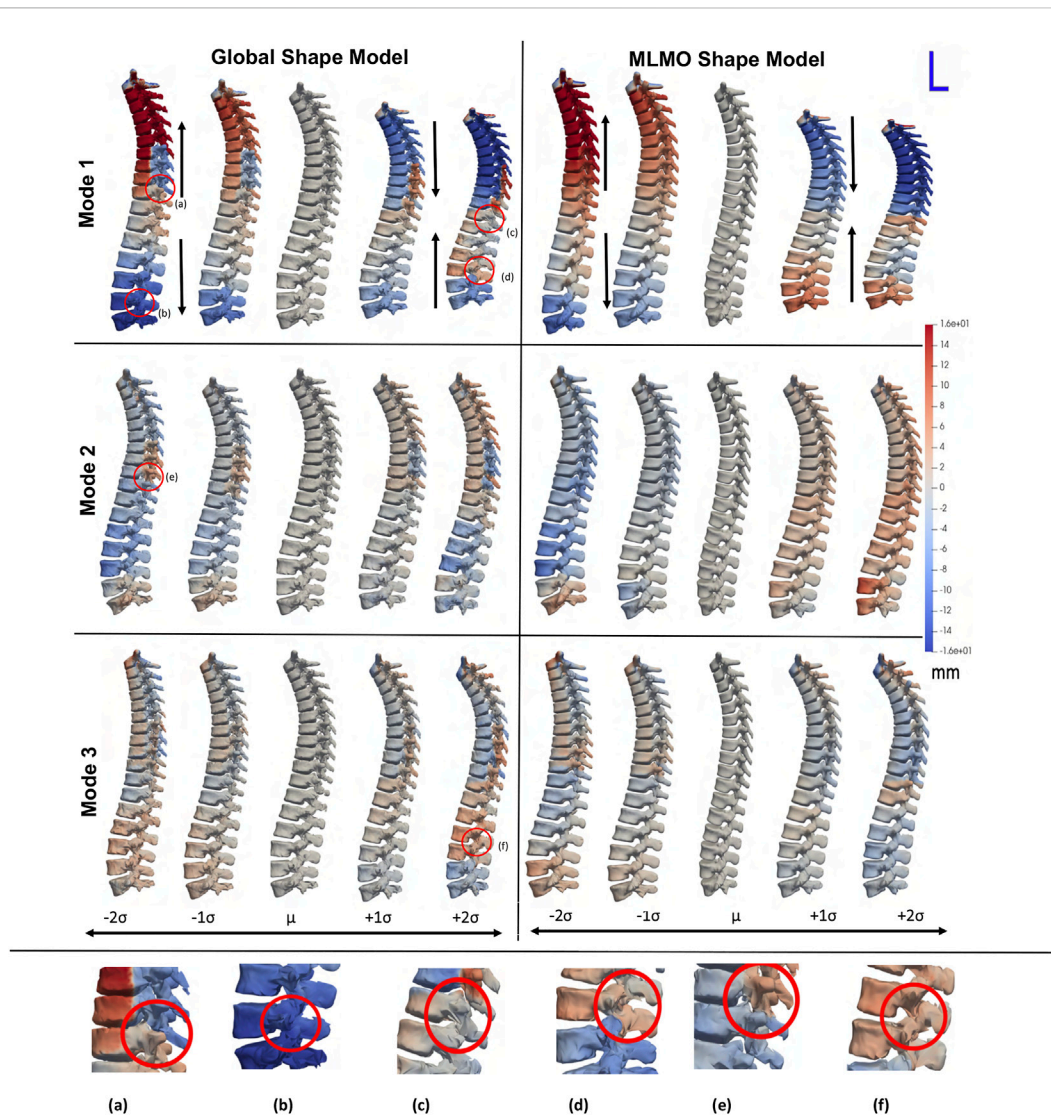 Global Shape Model
MLMO Shape Model
L
Mode 1
(a)
(b)
(c)
(d)
1.6e+01
14
12
10
8
6
4
2
0
-2
-4
-6
-8
-10
-12
-14
-1.6e+01
mm
Mode 2
(e)
Mode 3
(f)
-2σ -1σ μ +1σ +2σ
-2σ -1σ μ +1σ +2σ
(a) (b) (c) (d) (e) (f)